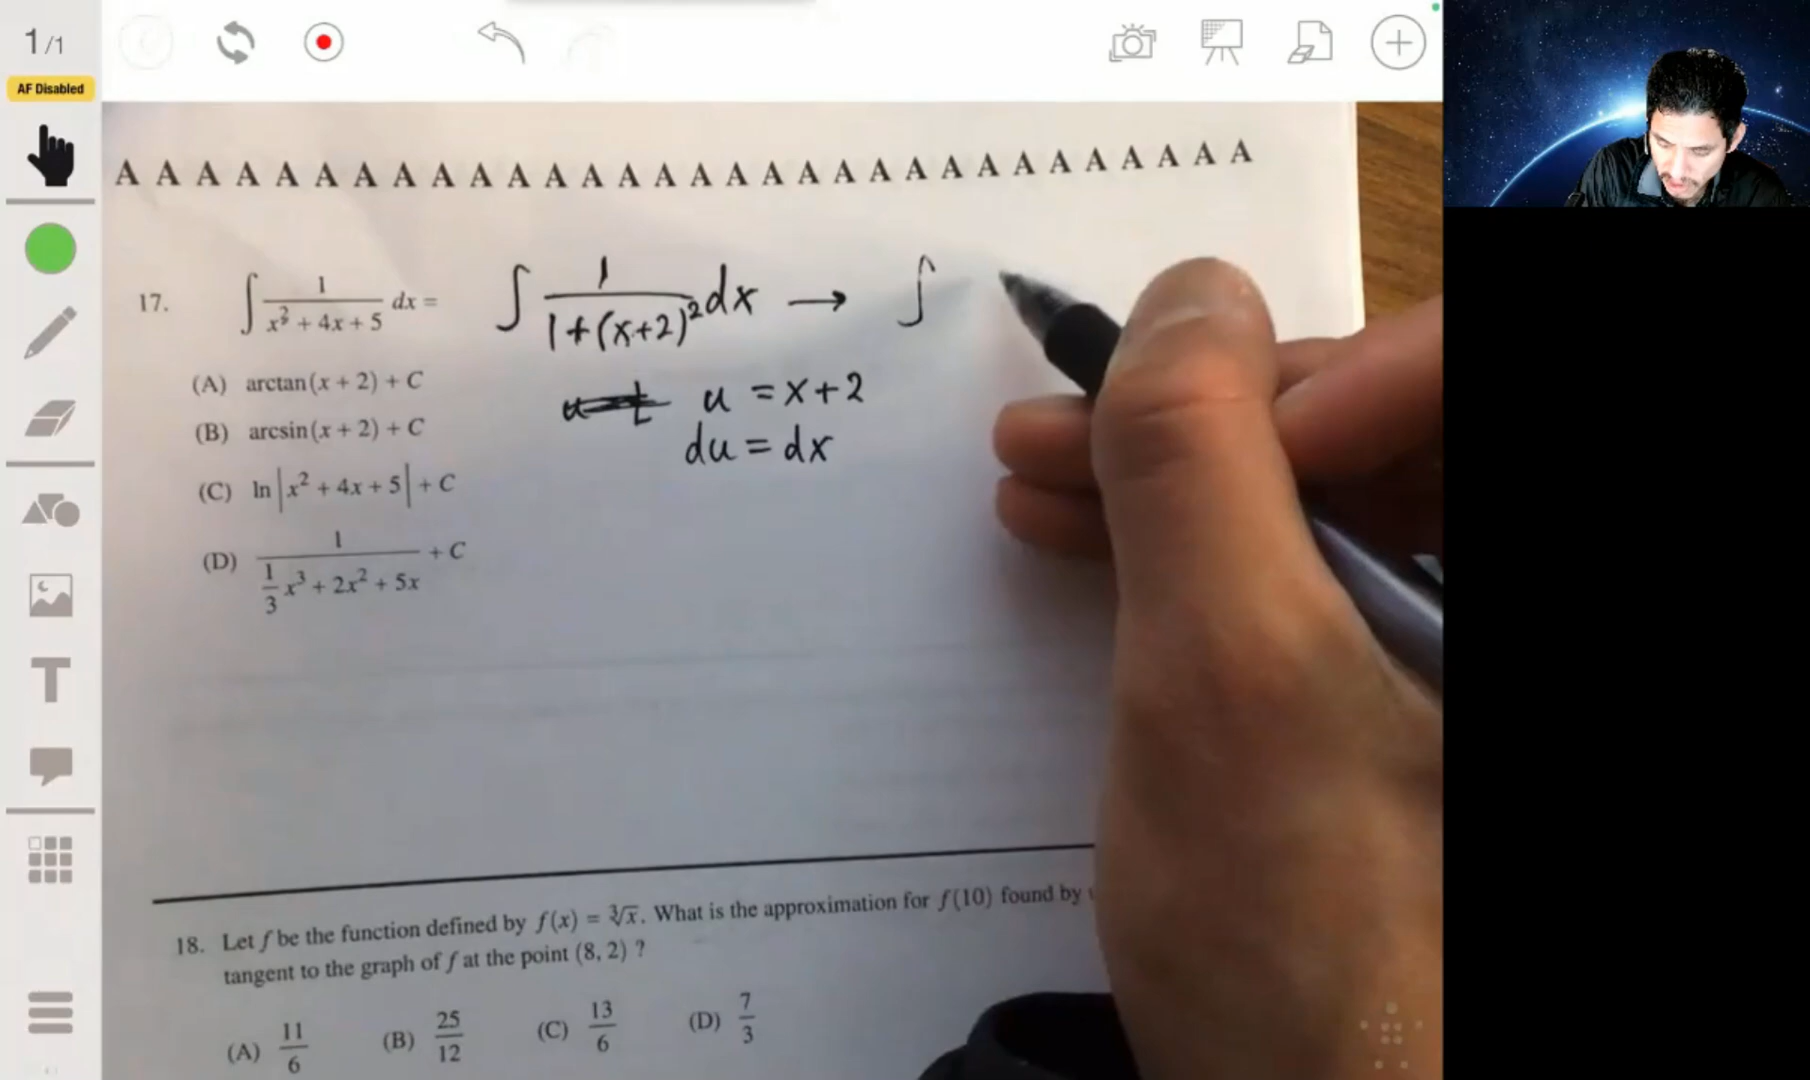 1/1
AF Disabled
A A A A A A A A A A A A A A A A A A A A A A A A A A A A A A
17. ∫ 1/(x² + 4x + 5) dx = ∫ 1/(1+(x+2)²) dx → ∫
(A) arctan(x + 2) + C
(B) arcsin(x + 2) + C
(C) ln|x² + 4x + 5| + C
(D) 1/(1/3 x³ + 2x² + 5x) + C
u = x+2
du = dx
18. Let f be the function defined by f(x) = ∛x. What is the approximation for f(10) found by
tangent to the graph of f at the point (8, 2) ?
(A) 11/6 (B) 25/12 (C) 13/6 (D) 7/3
T